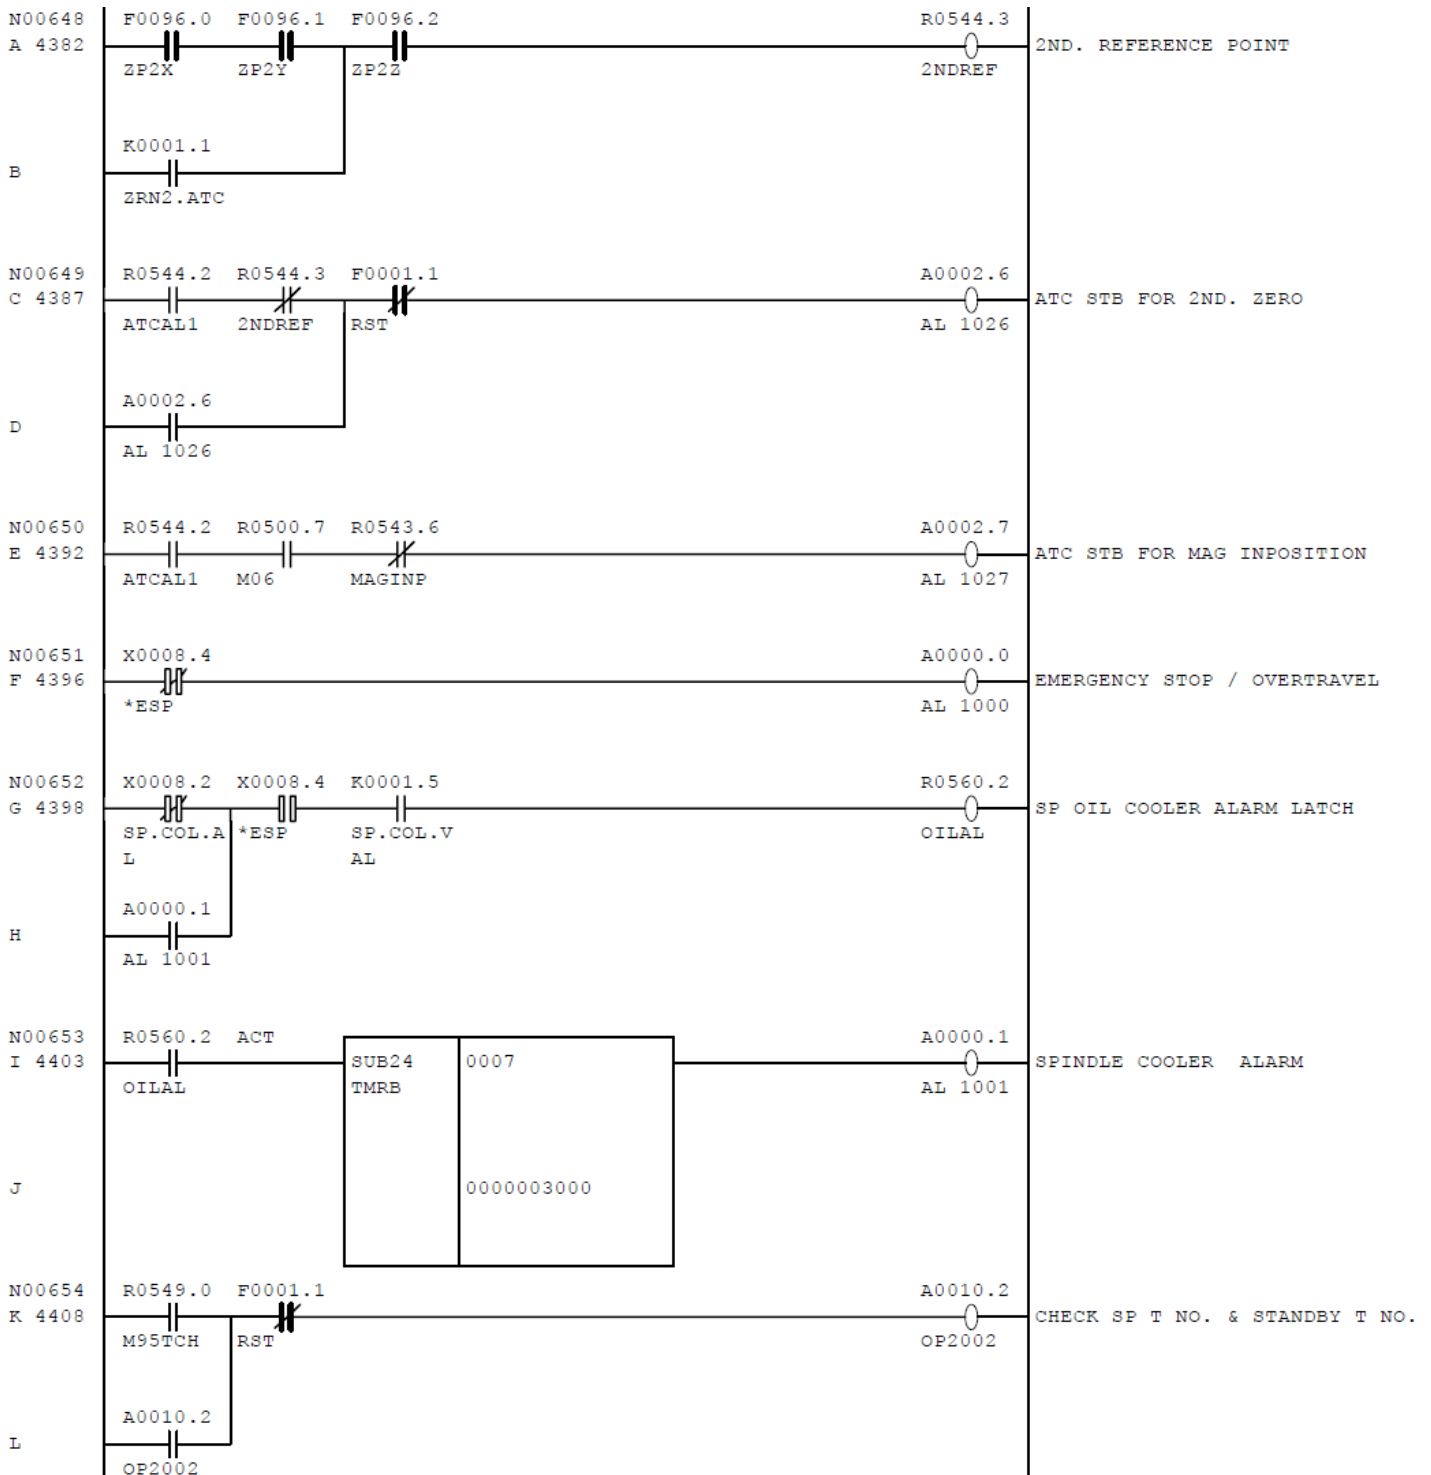 N00648 F0096.0 F0096.1 F0096.2 R0544.3
A 4382 2ND. REFERENCE POINT
ZP2X ZP2Y ZP2Z 2NDREF
K0001.1
B
ZRN2.ATC
N00649 R0544.2 R0544.3 F0001.1 A0002.6
C 4387 ATC STB FOR 2ND. ZERO
ATCAL1 2NDREF RST AL 1026
A0002.6
D
AL 1026
N00650 R0544.2 R0500.7 R0543.6 A0002.7
E 4392 ATC STB FOR MAG INPOSITION
ATCAL1 M06 MAGINP AL 1027
N00651 X0008.4 A0000.0
F 4396 EMERGENCY STOP / OVERTRAVEL
*ESP AL 1000
N00652 X0008.2 X0008.4 K0001.5 R0560.2
G 4398 SP OIL COOLER ALARM LATCH
SP.COL.A *ESP SP.COL.V OILAL
L AL
A0000.1
H
AL 1001
N00653 R0560.2 ACT A0000.1
I 4403 SUB24 0007 SPINDLE COOLER ALARM
OILAL TMRB AL 1001
J 0000003000
N00654 R0549.0 F0001.1 A0010.2
K 4408 CHECK SP T NO. & STANDBY T NO.
M95TCH RST OP2002
A0010.2
L
OP2002